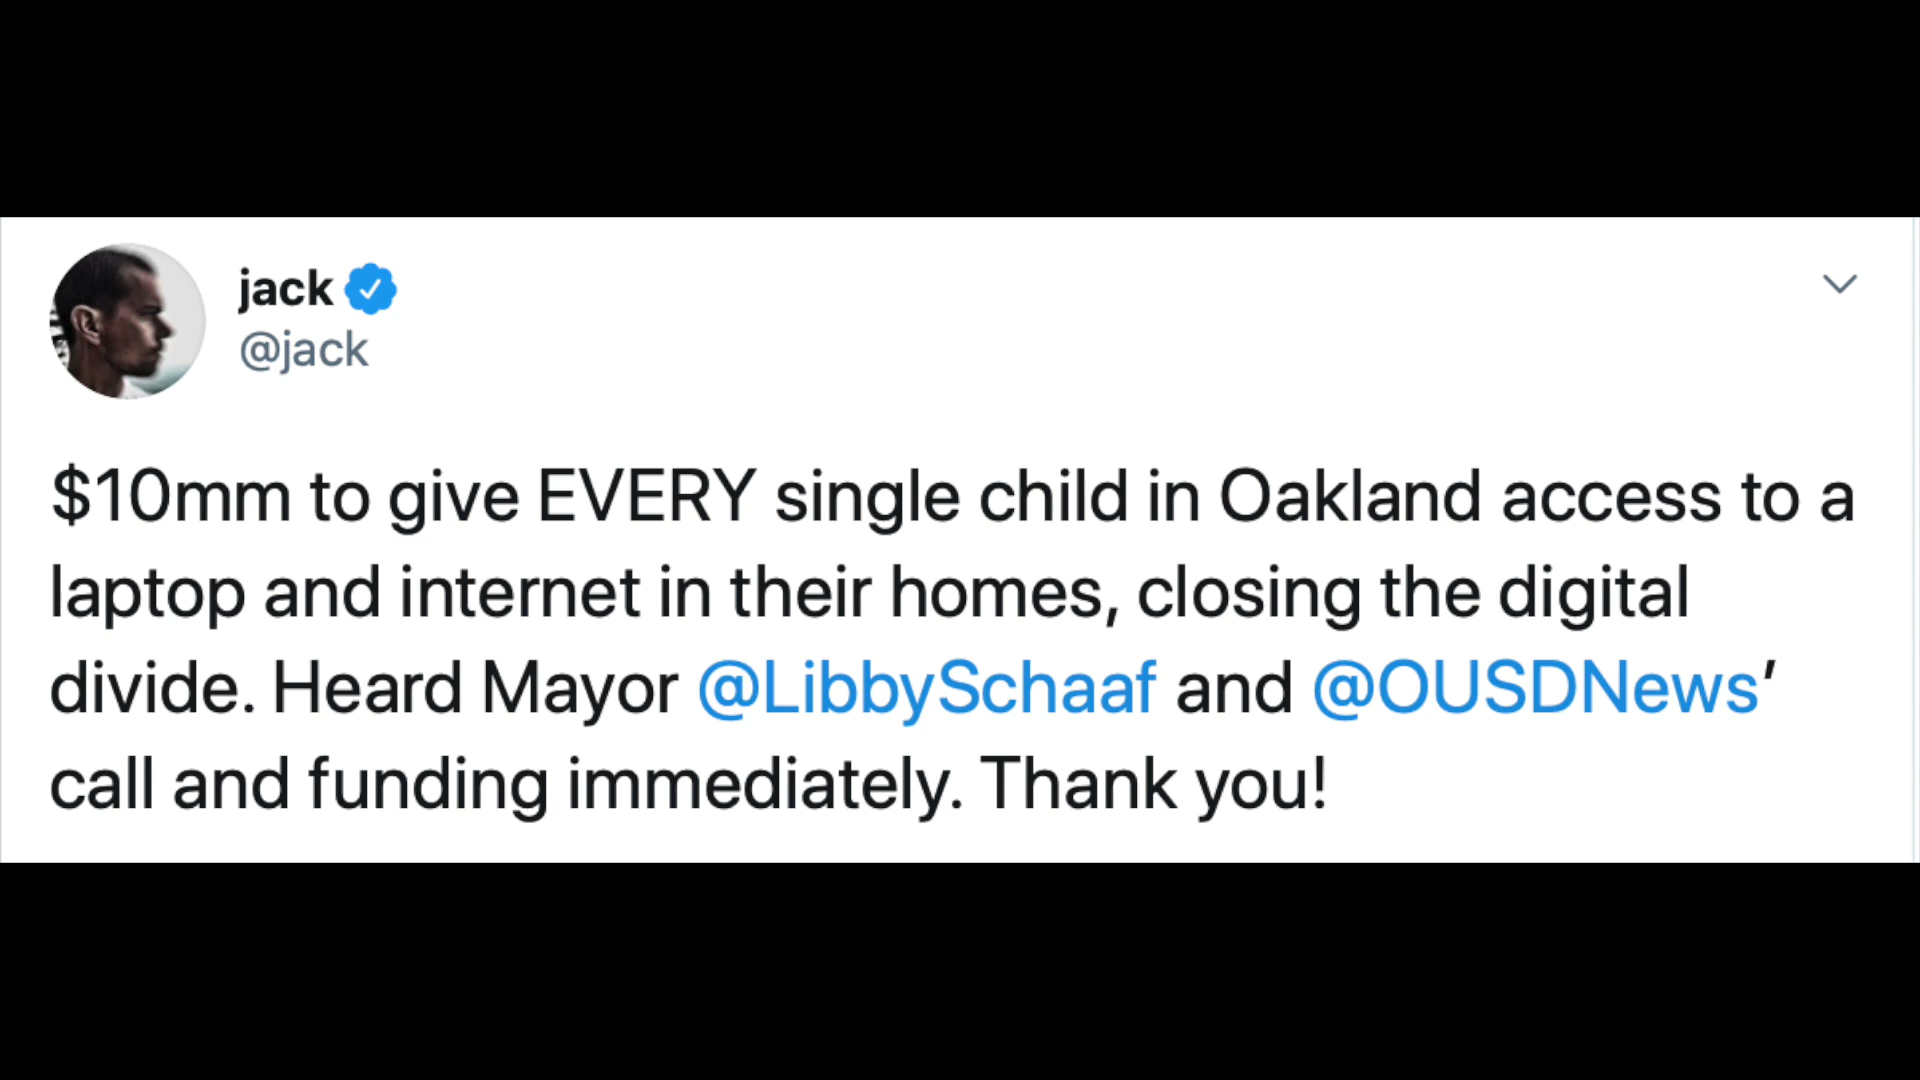 jack
@jack
$10mm to give EVERY single child in Oakland access to a
laptop and internet in their homes, closing the digital
divide. Heard Mayor @LibbySchaaf and @OUSDNews’
call and funding immediately. Thank you!